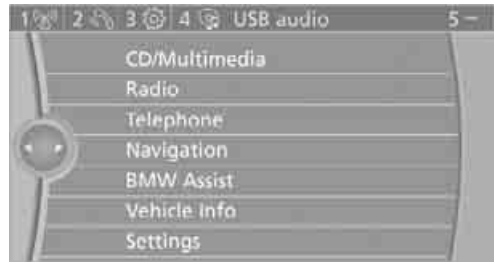 1 2 3 4 USB audio 5 –
CD/Multimedia
Radio
Telephone
Navigation
BMW Assist
Vehicle Info
Settings